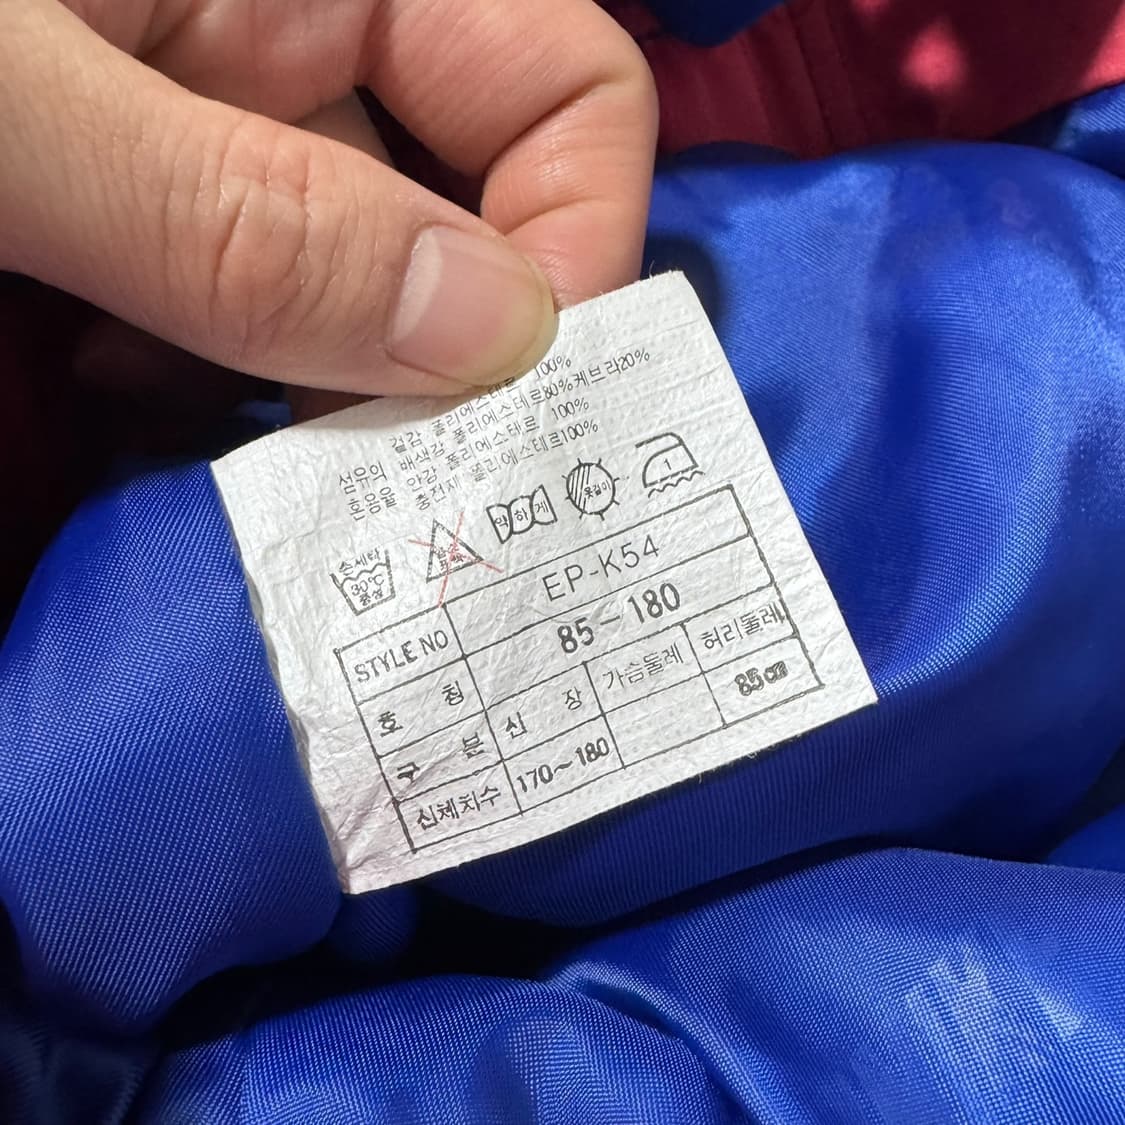 섬유의 겉감 폴리에스테르 100%
혼용율 배색감 폴리에스테르80%케브라20%
안감 폴리에스테르 100%
충전재 폴리에스테르100%
손세탁
30℃
중성
약하게
옷걸이
1
STYLE NO EP-K54
호 칭 85-180
구 분 신 장 가슴둘레 허리둘레
신체치수 170~180 85cm